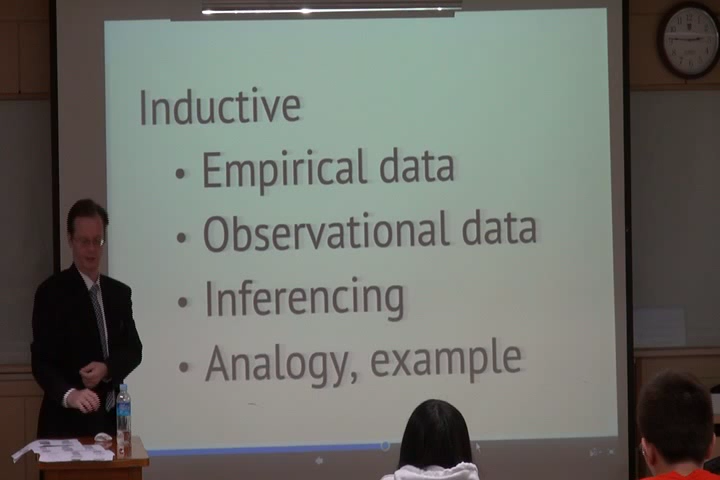 Inductive
• Empirical data
• Observational data
• Inferencing
• Analogy, example